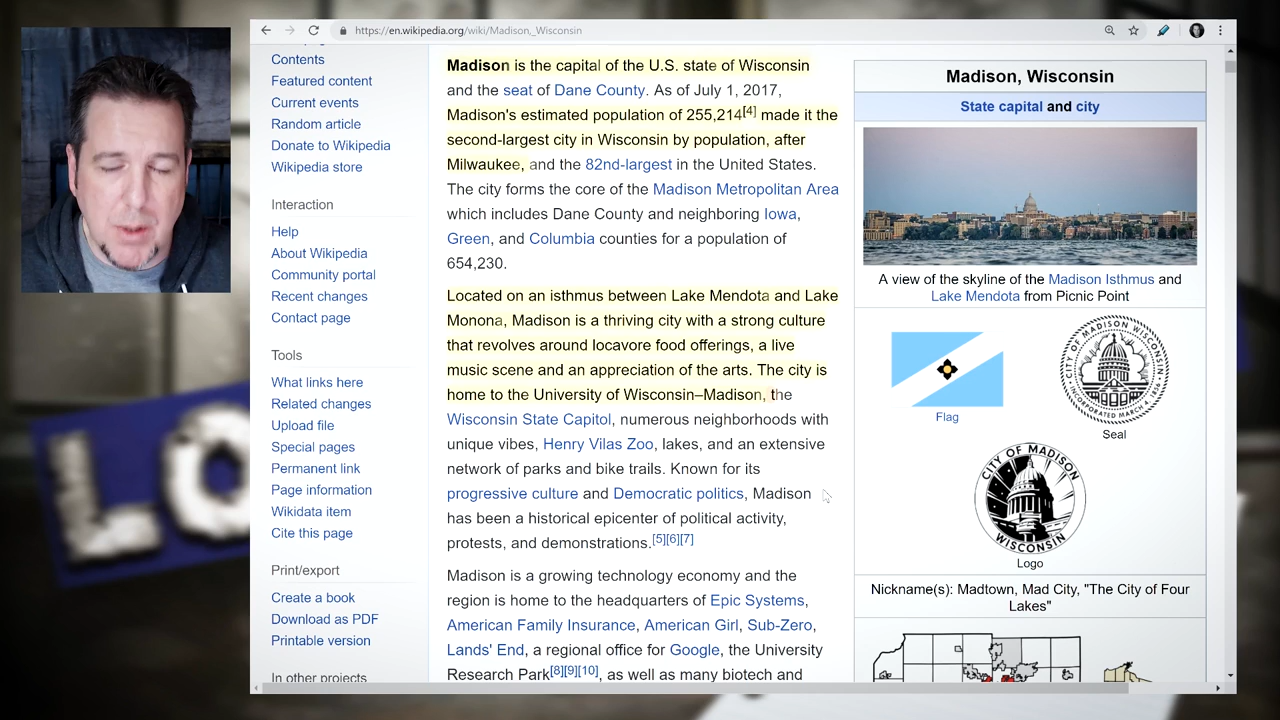 https://en.wikipedia.org/wiki/Madison,_Wisconsin
Contents
Featured content
Current events
Random article
Donate to Wikipedia
Wikipedia store
Interaction
Help
About Wikipedia
Community portal
Recent changes
Contact page
Tools
What links here
Related changes
Upload file
Special pages
Permanent link
Page information
Wikidata item
Cite this page
Print/export
Create a book
Download as PDF
Printable version
In other projects
Madison is the capital of the U.S. state of Wisconsin
and the seat of Dane County. As of July 1, 2017,
Madison's estimated population of 255,214[4] made it the
second-largest city in Wisconsin by population, after
Milwaukee, and the 82nd-largest in the United States.
The city forms the core of the Madison Metropolitan Area
which includes Dane County and neighboring Iowa,
Green, and Columbia counties for a population of
654,230.
Located on an isthmus between Lake Mendota and Lake
Monona, Madison is a thriving city with a strong culture
that revolves around locavore food offerings, a live
music scene and an appreciation of the arts. The city is
home to the University of Wisconsin–Madison, the
Wisconsin State Capitol, numerous neighborhoods with
unique vibes, Henry Vilas Zoo, lakes, and an extensive
network of parks and bike trails. Known for its
progressive culture and Democratic politics, Madison
has been a historical epicenter of political activity,
protests, and demonstrations.[5][6][7]
Madison is a growing technology economy and the
region is home to the headquarters of Epic Systems,
American Family Insurance, American Girl, Sub-Zero,
Lands' End, a regional office for Google, the University
Research Park[8][9][10], as well as many biotech and
Madison, Wisconsin
State capital and city
A view of the skyline of the Madison Isthmus and
Lake Mendota from Picnic Point
Flag
CITY OF MADISON WISCONSIN
INCORPORATED MARCH 4, 1856
Seal
CITY OF MADISON
WISCONSIN
Logo
Nickname(s): Madtown, Mad City, "The City of Four
Lakes"
LO